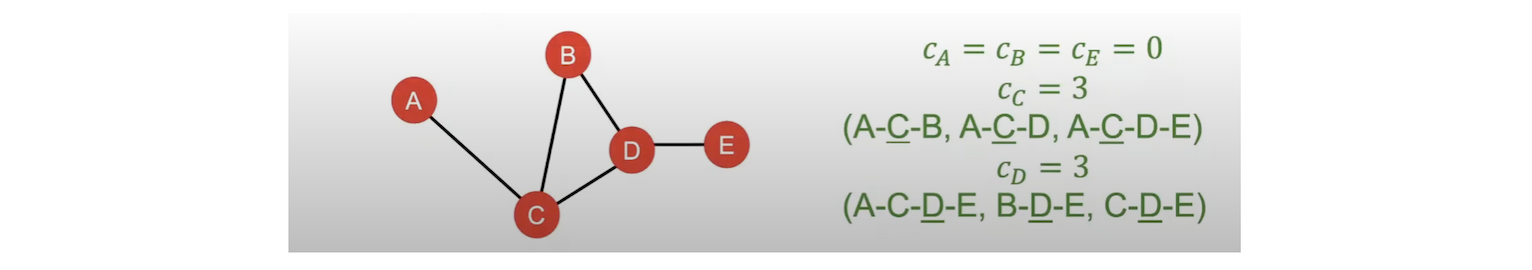 B
A
D
E
C
c_A = c_B = c_E = 0
c_C = 3
(A-C-B, A-C-D, A-C-D-E)
c_D = 3
(A-C-D-E, B-D-E, C-D-E)